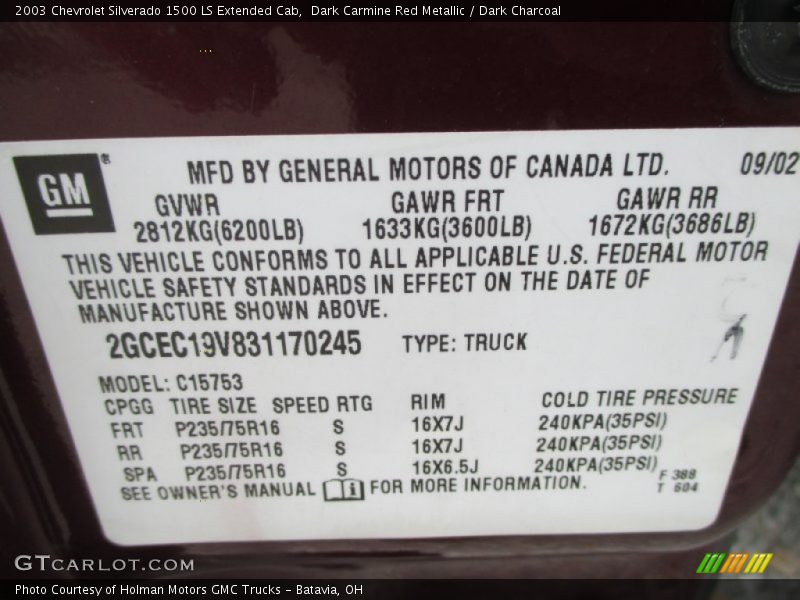 2003 Chevrolet Silverado 1500 LS Extended Cab,  Dark Carmine Red Metallic / Dark Charcoal
GM® MFD BY GENERAL MOTORS OF CANADA LTD. 09/02
GVWR GAWR FRT GAWR RR
2812KG(6200LB) 1633KG(3600LB) 1672KG(3686LB)
THIS VEHICLE CONFORMS TO ALL APPLICABLE U.S. FEDERAL MOTOR
VEHICLE SAFETY STANDARDS IN EFFECT ON THE DATE OF
MANUFACTURE SHOWN ABOVE.
2GCEC19V831170245 TYPE: TRUCK
MODEL: C15753
CPGG TIRE SIZE SPEED RTG RIM COLD TIRE PRESSURE
FRT P235/75R16 S 16X7J 240KPA(35PSI)
RR P235/75R16 S 16X7J 240KPA(35PSI)
SPA P235/75R16 S 16X6.5J 240KPA(35PSI)
SEE OWNER'S MANUAL FOR MORE INFORMATION.
F 388
T 604
GTCARLOT.COM
Photo Courtesy of Holman Motors GMC Trucks – Batavia, OH